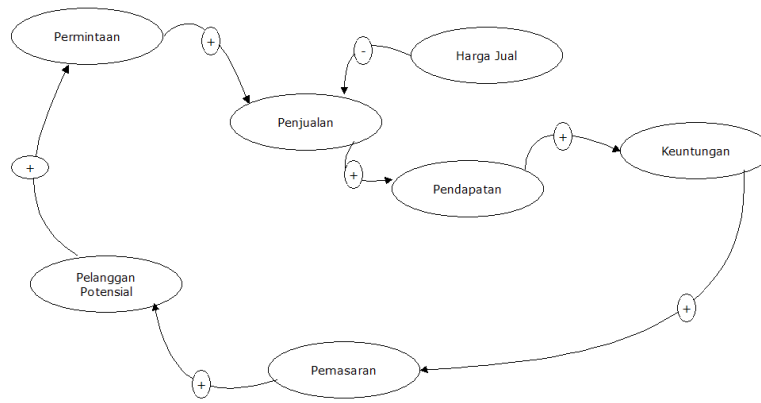 Permintaan
+
-
Harga Jual
Penjualan
+
Keuntungan
+
Pendapatan
+
+
Pelanggan
Potensial
+
Pemasaran
+